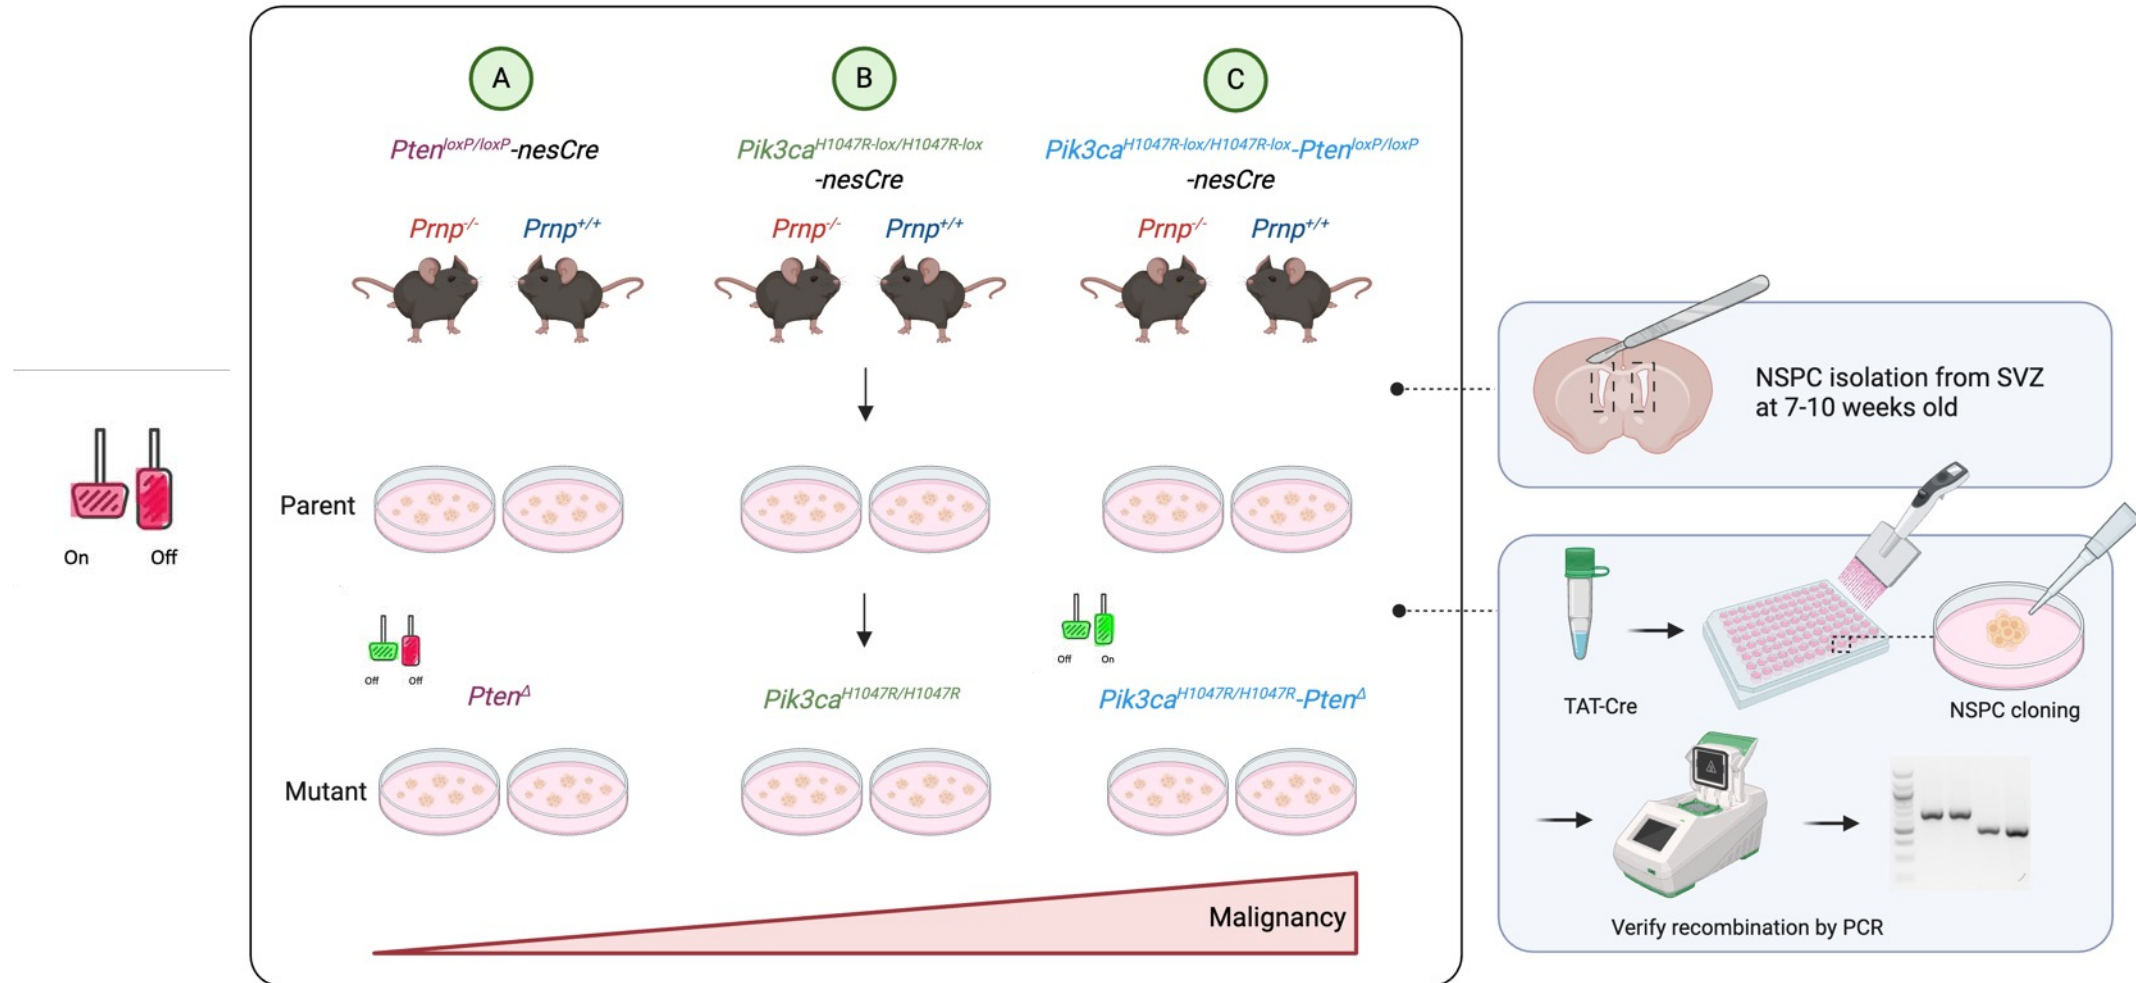 A
B
C
Pten^loxP/loxP-nesCre
Pik3ca^H1047R-lox/H1047R-lox
-nesCre
Pik3ca^H1047R-lox/H1047R-lox-Pten^loxP/loxP
-nesCre
Prnp^-/-
Prnp^+/+
Prnp^-/-
Prnp^+/+
Prnp^-/-
Prnp^+/+
On
Off
Parent
Off
Off
Off
On
Pten^Δ
Pik3ca^H1047R/H1047R
Pik3ca^H1047R/H1047R-Pten^Δ
Mutant
Malignancy
NSPC isolation from SVZ
at 7-10 weeks old
TAT-Cre
NSPC cloning
Verify recombination by PCR